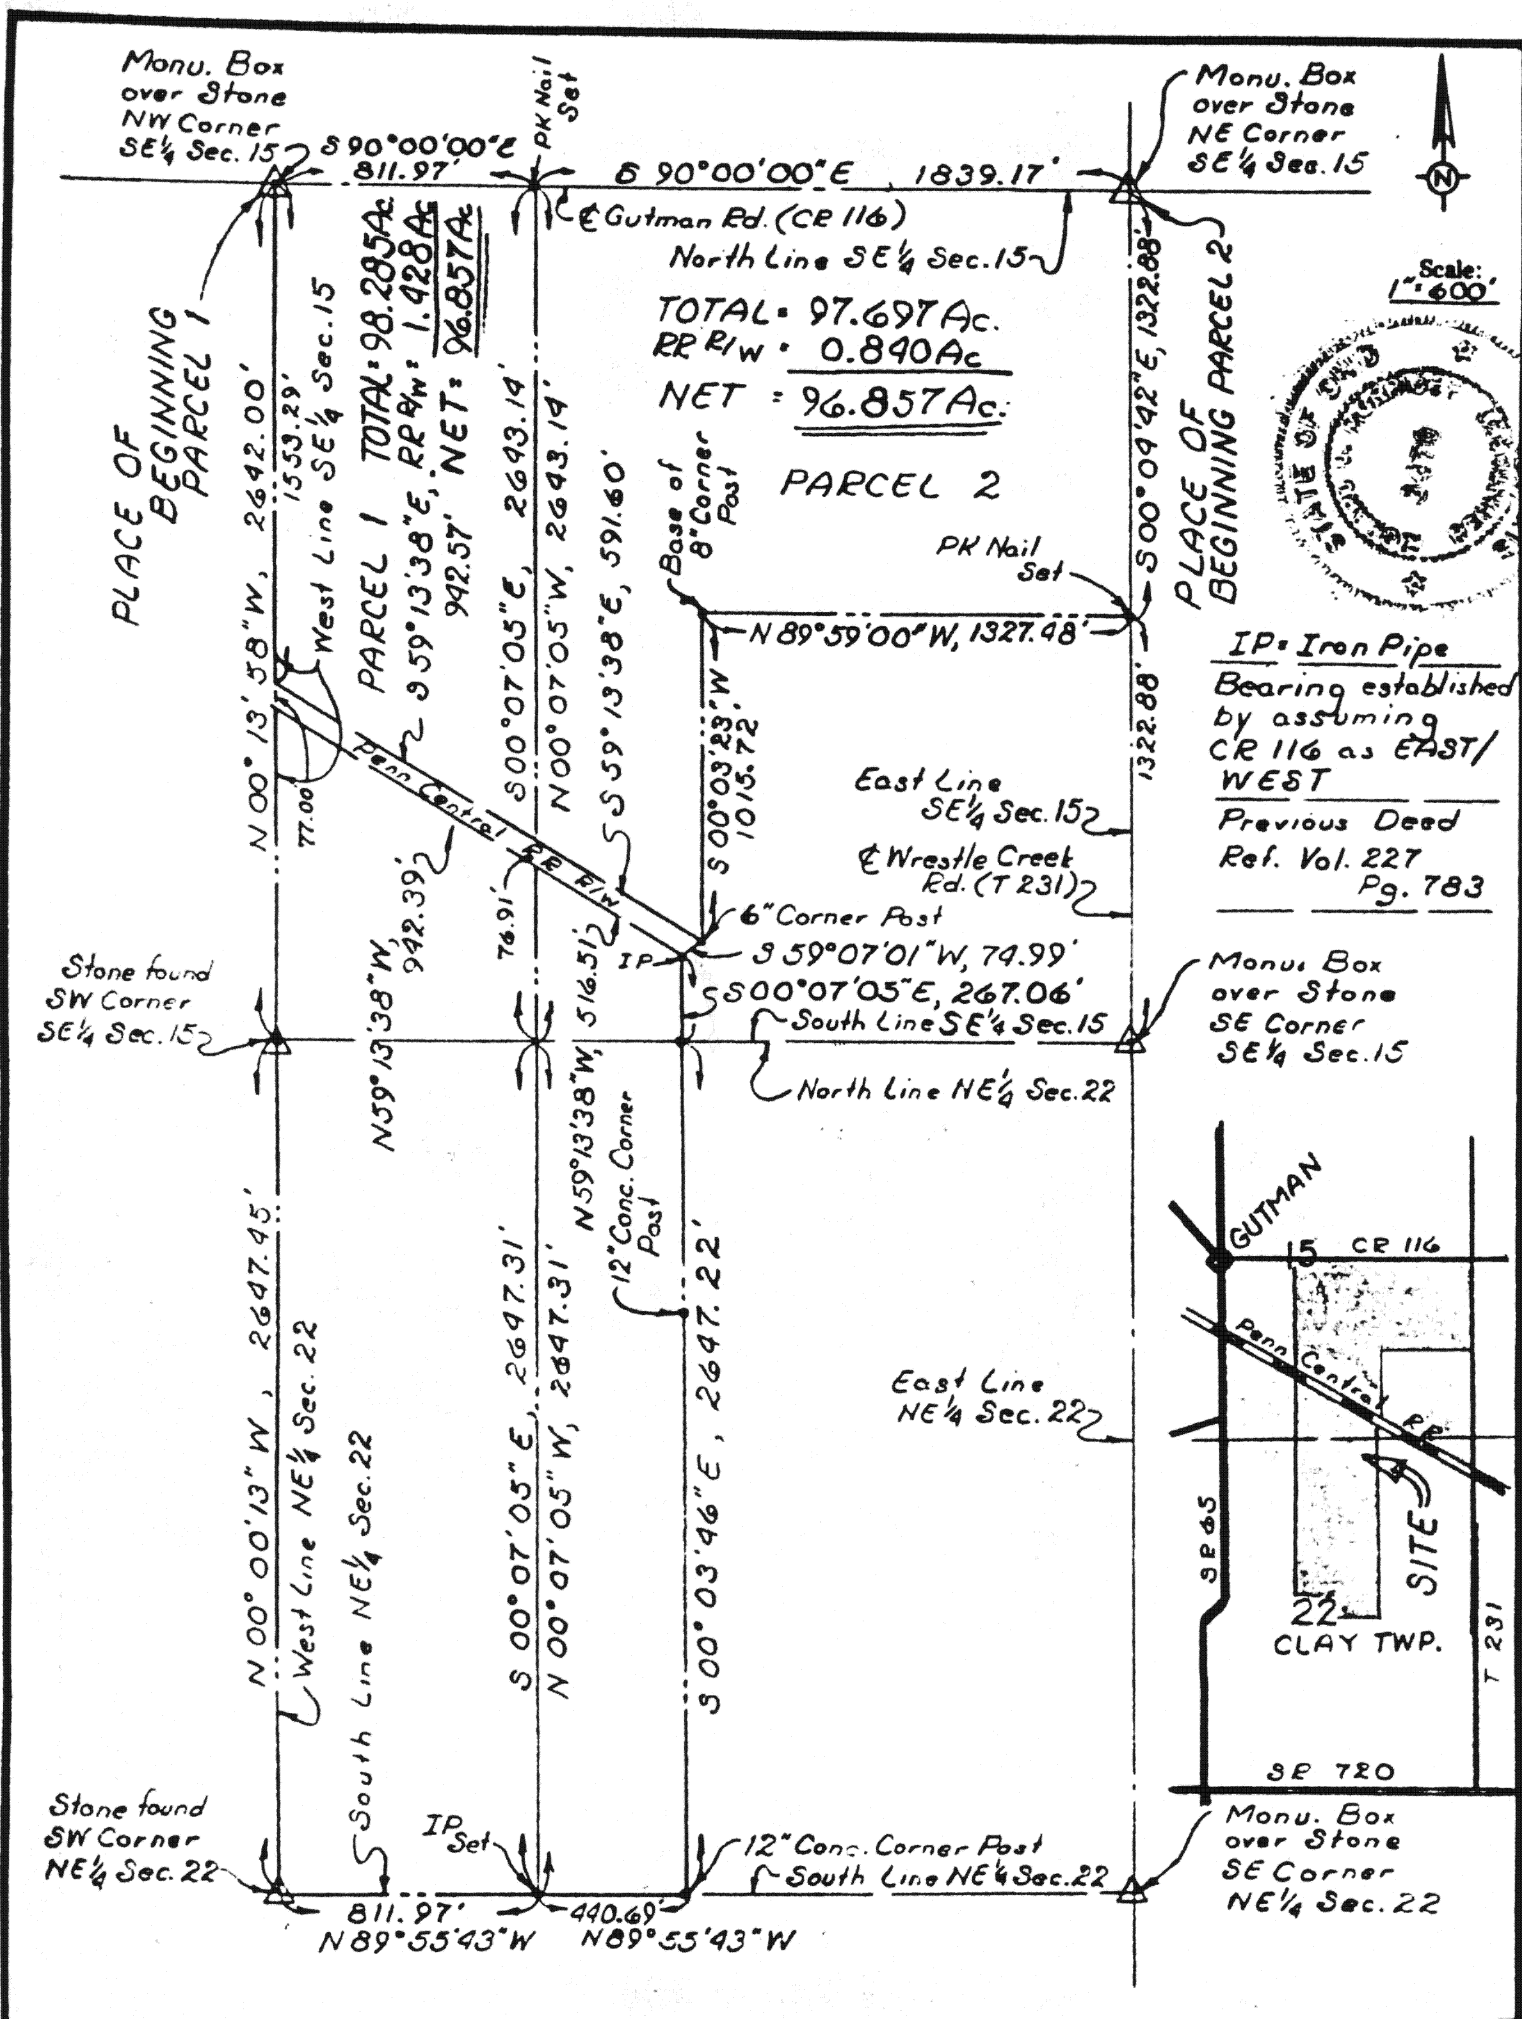 Monu. Box
over Stone
NW Corner
SE¼ Sec. 15
S 90°00'00"E
811.97'
PK Nail
Set
S 90°00'00"E 1839.17'
Monu. Box
over Stone
NE Corner
SE¼ Sec. 15
N
℄ Gutman Rd. (CR 116)
North Line SE¼ Sec. 15
Scale:
1"=600'
TOTAL = 97.697 Ac.
RR R/W = 0.840 Ac
NET = 96.857 Ac.
PARCEL 2
PLACE OF
BEGINNING
PARCEL 1
N 00° 13' 58" W, 2642.00'
1553.29'
West Line SE¼ Sec. 15
PARCEL 1 TOTAL = 98.285 Ac
RR R/W = 1.428 Ac
NET = 96.857 Ac
S 59° 13' 38" E,
942.57'
S 00° 07' 05" E, 2643.14'
N 00° 07' 05" W, 2643.14'
S 59° 13' 38" E, 591.60'
Base of
8" Corner
Post
PK Nail
Set
S 00° 04' 42" E, 1322.88'
PLACE OF
BEGINNING PARCEL 2
STATE OF OHIO
N 89°59'00" W, 1327.48'
1322.88'
S 00° 03' 23" W
1015.72'
IP = Iron Pipe
Bearing established
by assuming
CR 116 as EAST/
WEST
Previous Deed
Ref. Vol. 227
Pg. 783
77.00'
Penn Central RR R/W
East Line
SE¼ Sec. 15
℄ Wrestle Creek
Rd. (T 231)
76.91'
N59°13'38"W,
942.39'
N59°13'38"W, 516.51'
IP
6" Corner Post
S 59°07'01"W, 74.99'
S 00°07'05"E, 267.06'
South Line SE¼ Sec. 15
North Line NE¼ Sec. 22
Stone found
SW Corner
SE¼ Sec. 15
Monu. Box
over Stone
SE Corner
SE¼ Sec. 15
12" Conc. Corner
Post
N 00° 00' 13" W, 2647.45'
West Line NE¼ Sec. 22
South Line NE¼ Sec. 22
S 00° 07' 05" E, 2647.31'
N 00° 07' 05" W, 2647.31'
S 00° 03' 46" E, 2647.22'
East Line
NE¼ Sec. 22
GUTMAN
15
CR 116
Penn Central RR.
SR 65
SITE
22
CLAY TWP.
T 231
SR 720
Stone found
SW Corner
NE¼ Sec. 22
IP
Set
12" Conc. Corner Post
South Line NE¼ Sec. 22
Monu. Box
over Stone
SE Corner
NE¼ Sec. 22
811.97'
N 89°55'43" W
440.69'
N 89°55'43" W